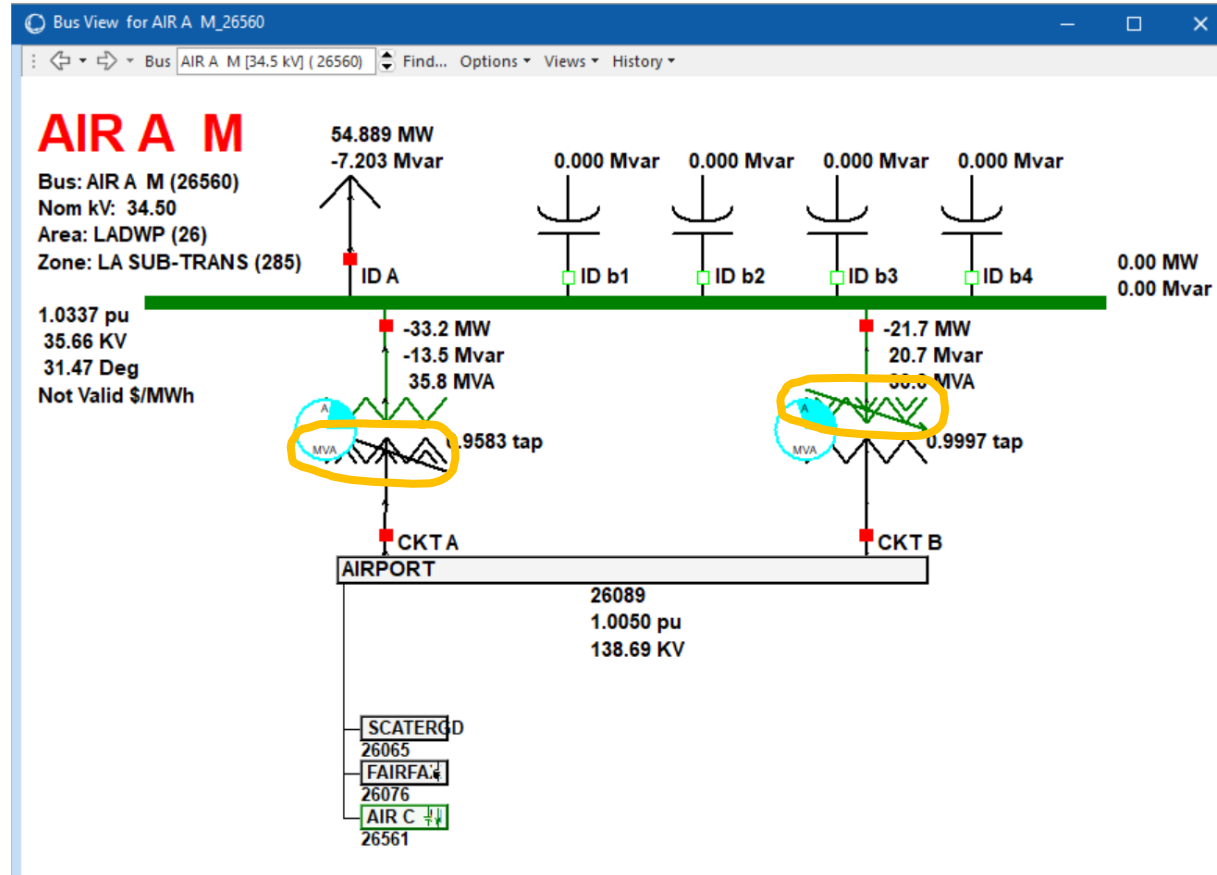 Bus View for AIR A M_26560
Bus AIR A M [34.5 kV] ( 26560) Find... Options Views History
AIR A M
Bus: AIR A M (26560)
Nom kV: 34.50
Area: LADWP (26)
Zone: LA SUB-TRANS (285)
54.889 MW
-7.203 Mvar
0.000 Mvar 0.000 Mvar 0.000 Mvar 0.000 Mvar
ID A ID b1 ID b2 ID b3 ID b4
0.00 MW
0.00 Mvar
1.0337 pu
35.66 KV
31.47 Deg
Not Valid $/MWh
-33.2 MW
-13.5 Mvar
35.8 MVA
A
MVA
0.9583 tap
CKT A
-21.7 MW
20.7 Mvar
MVA
A
MVA
0.9997 tap
CKT B
AIRPORT
26089
1.0050 pu
138.69 KV
SCATERGD
26065
26076
AIR C
26561